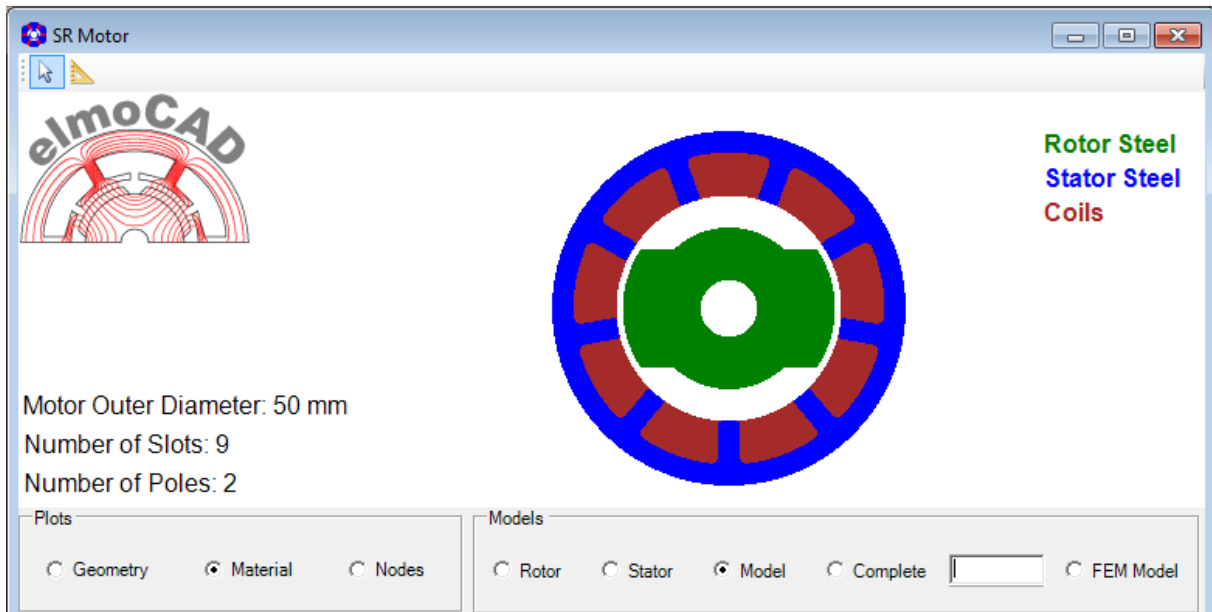 SR Motor
elmoCAD
Rotor Steel
Stator Steel
Coils
Motor Outer Diameter: 50 mm
Number of Slots: 9
Number of Poles: 2
Plots
Geometry Material Nodes
Models
Rotor Stator Model Complete FEM Model